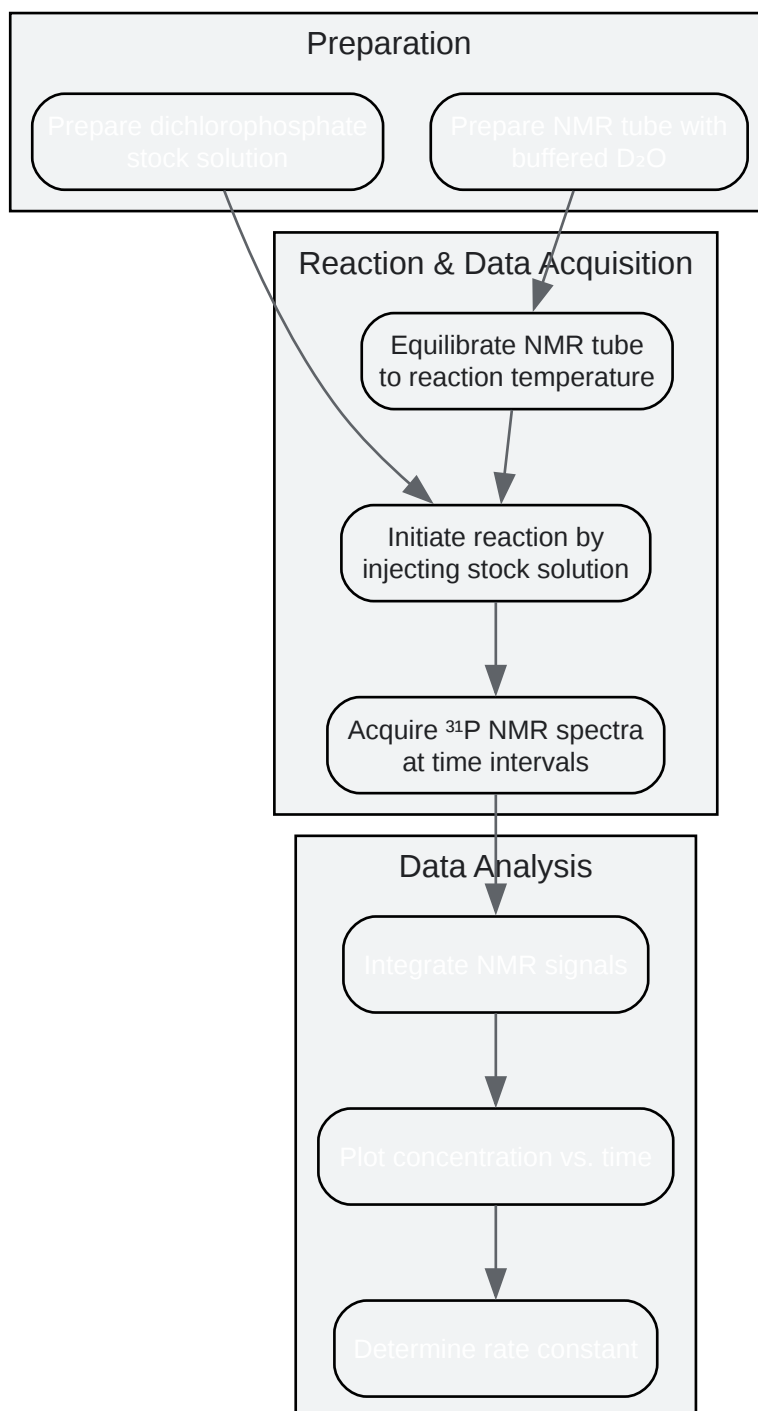 Preparation
Prepare dichlorophosphate
stock solution
Prepare NMR tube with
buffered D₂O
Reaction & Data Acquisition
Equilibrate NMR tube
to reaction temperature
Initiate reaction by
injecting stock solution
Acquire ³¹P NMR spectra
at time intervals
Data Analysis
Integrate NMR signals
Plot concentration vs. time
Determine rate constant